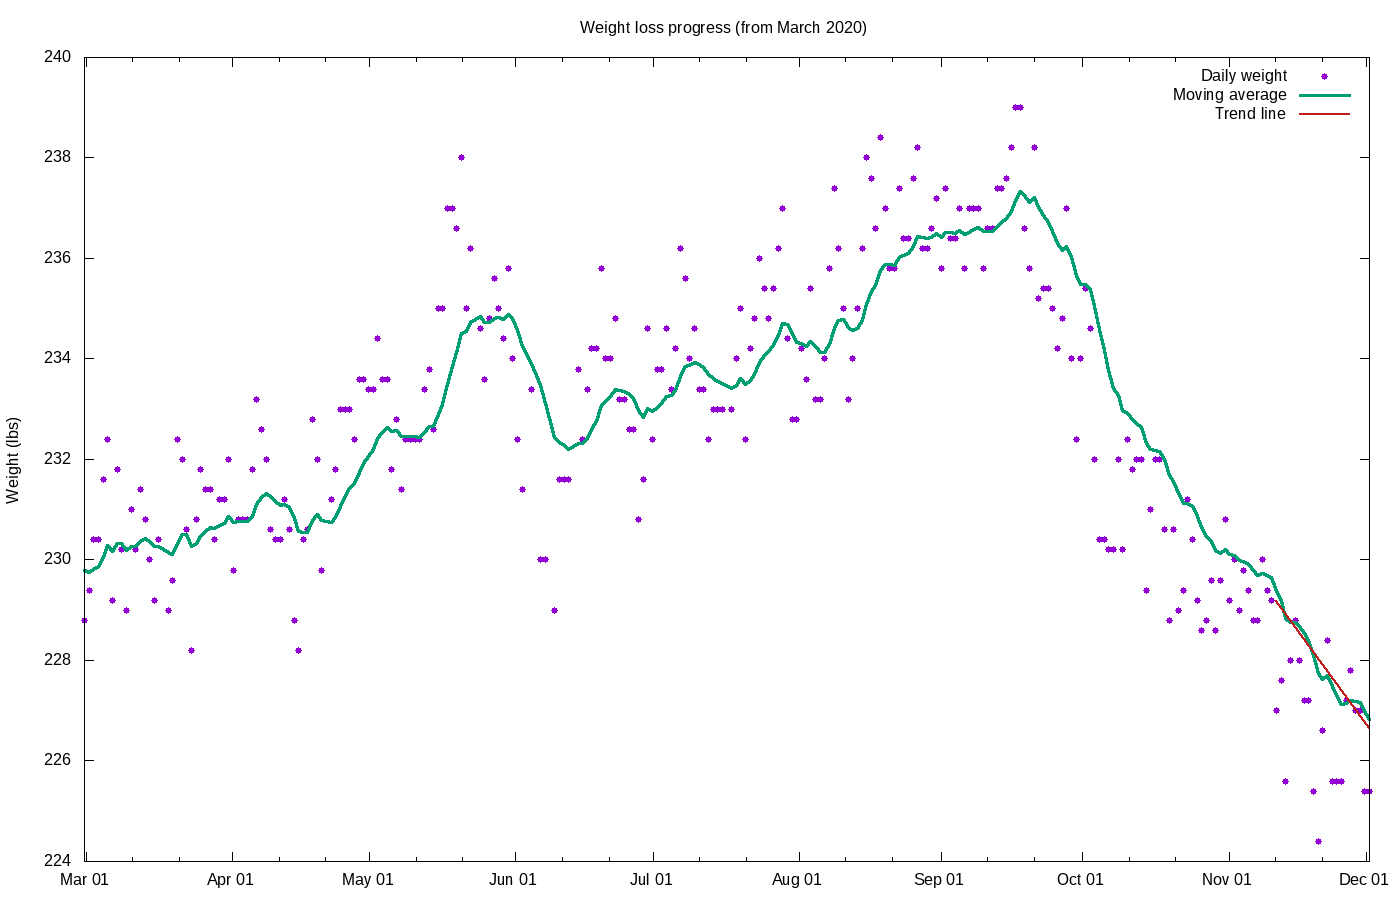 Weight loss progress (from March 2020)
Daily weight
Moving average
Trend line
Weight (lbs)
240
238
236
234
232
230
228
226
224
Mar 01 Apr 01 May 01 Jun 01 Jul 01 Aug 01 Sep 01 Oct 01 Nov 01 Dec 01